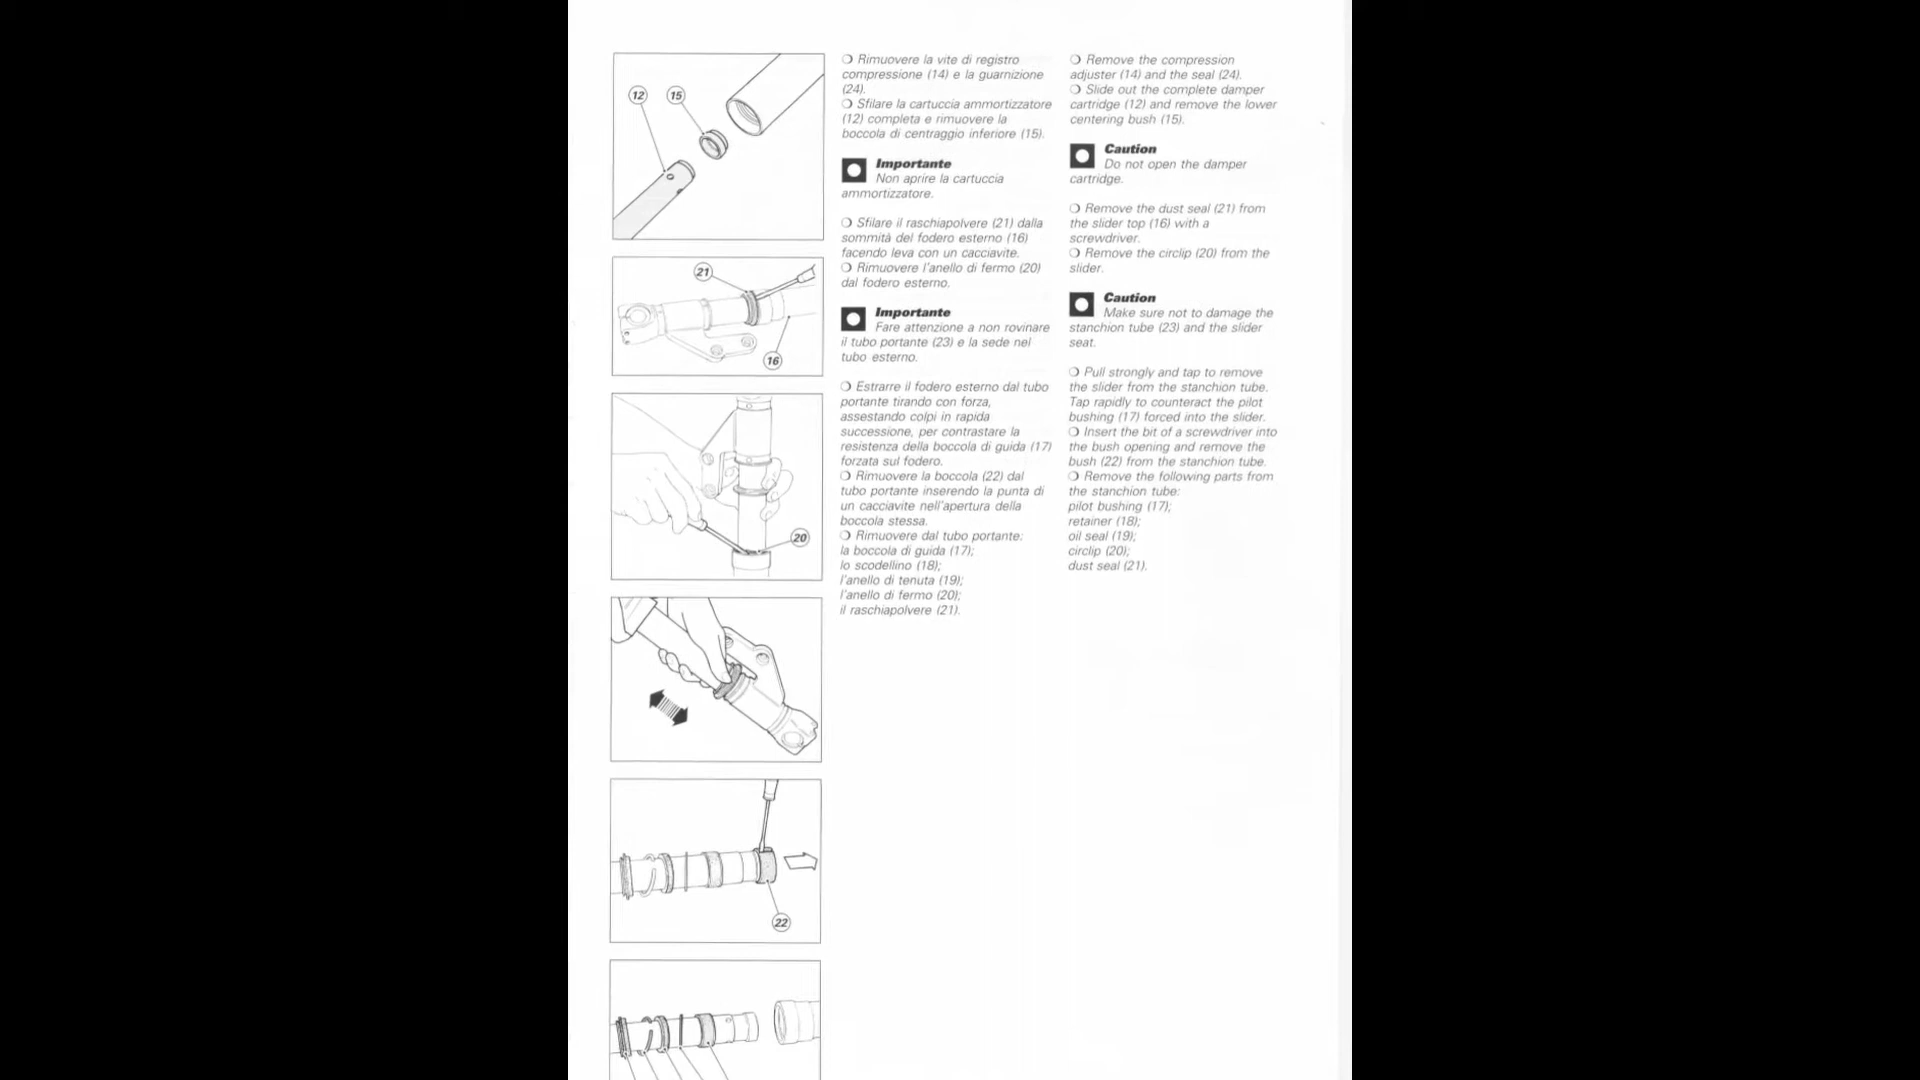 12
15
21
16
20
22
❍ Rimuovere la vite di registro
compressione (14) e la guarnizione
(24).
❍ Sfilare la cartuccia ammortizzatore
(12) completa e rimuovere la
boccola di centraggio inferiore (15).
Importante
Non aprire la cartuccia
ammortizzatore.
❍ Sfilare il raschiapolvere (21) dalla
sommità del fodero esterno (16)
facendo leva con un cacciavite.
❍ Rimuovere l'anello di fermo (20)
dal fodero esterno.
Importante
Fare attenzione a non rovinare
il tubo portante (23) e la sede nel
tubo esterno.
❍ Estrarre il fodero esterno dal tubo
portante tirando con forza,
assestando colpi in rapida
successione, per contrastare la
resistenza della boccola di guida (17)
forzata sul fodero.
❍ Rimuovere la boccola (22) dal
tubo portante inserendo la punta di
un cacciavite nell'apertura della
boccola stessa.
❍ Rimuovere dal tubo portante:
la boccola di guida (17);
lo scodellino (18);
l'anello di tenuta (19);
l'anello di fermo (20);
il raschiapolvere (21).
❍ Remove the compression
adjuster (14) and the seal (24).
❍ Slide out the complete damper
cartridge (12) and remove the lower
centering bush (15).
Caution
Do not open the damper
cartridge.
❍ Remove the dust seal (21) from
the slider top (16) with a
screwdriver.
❍ Remove the circlip (20) from the
slider.
Caution
Make sure not to damage the
stanchion tube (23) and the slider
seat.
❍ Pull strongly and tap to remove
the slider from the stanchion tube.
Tap rapidly to counteract the pilot
bushing (17) forced into the slider.
❍ Insert the bit of a screwdriver into
the bush opening and remove the
bush (22) from the stanchion tube.
❍ Remove the following parts from
the stanchion tube:
pilot bushing (17);
retainer (18);
oil seal (19);
circlip (20);
dust seal (21).